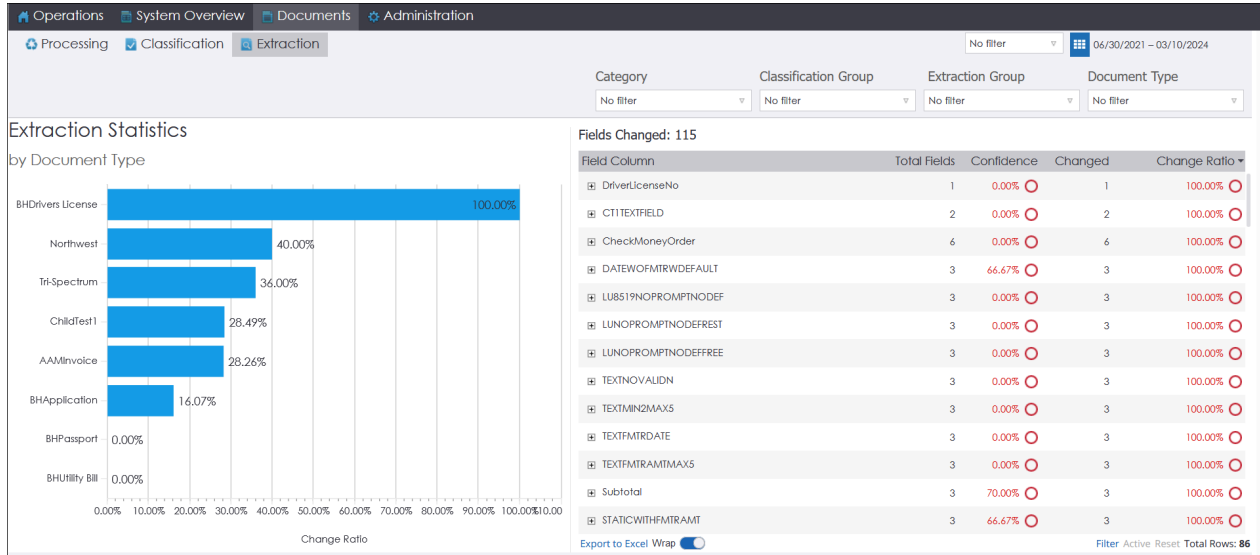 Operations System Overview Documents Administration
Processing Classification Extraction No filter 06/30/2021 – 03/10/2024
Category Classification Group Extraction Group Document Type
No filter No filter No filter No filter
Extraction Statistics
by Document Type
BHDrivers License 100.00%
Northwest 40.00%
Tri-Spectrum 36.00%
ChildTest1 28.49%
AAMInvoice 28.26%
BHApplication 16.07%
BHPassport 0.00%
BHUtility Bill 0.00%
0.00% 10.00% 20.00% 30.00% 40.00% 50.00% 60.00% 70.00% 80.00% 90.00% 100.00%
Change Ratio
Fields Changed: 115
Field Column Total Fields Confidence Changed Change Ratio
DriverLicenseNo 1 0.00% 1 100.00%
CT1TEXTFIELD 2 0.00% 2 100.00%
CheckMoneyOrder 6 0.00% 6 100.00%
DATEWOFMTRWDEFAULT 3 66.67% 3 100.00%
LU8519NOPROMPTNODEF 3 0.00% 3 100.00%
LUNOPROMPTNODEFREST 3 0.00% 3 100.00%
LUNOPROMPTNODEFFREE 3 0.00% 3 100.00%
TEXTNOVALIDN 3 0.00% 3 100.00%
TEXTMIN2MAX5 3 0.00% 3 100.00%
TEXTFMTRDATE 3 0.00% 3 100.00%
TEXTFMTRAMTMAX5 3 0.00% 3 100.00%
Subtotal 3 70.00% 3 100.00%
STATICWITHFMTRAMT 3 66.67% 3 100.00%
Export to Excel Wrap Filter Active Reset Total Rows: 86